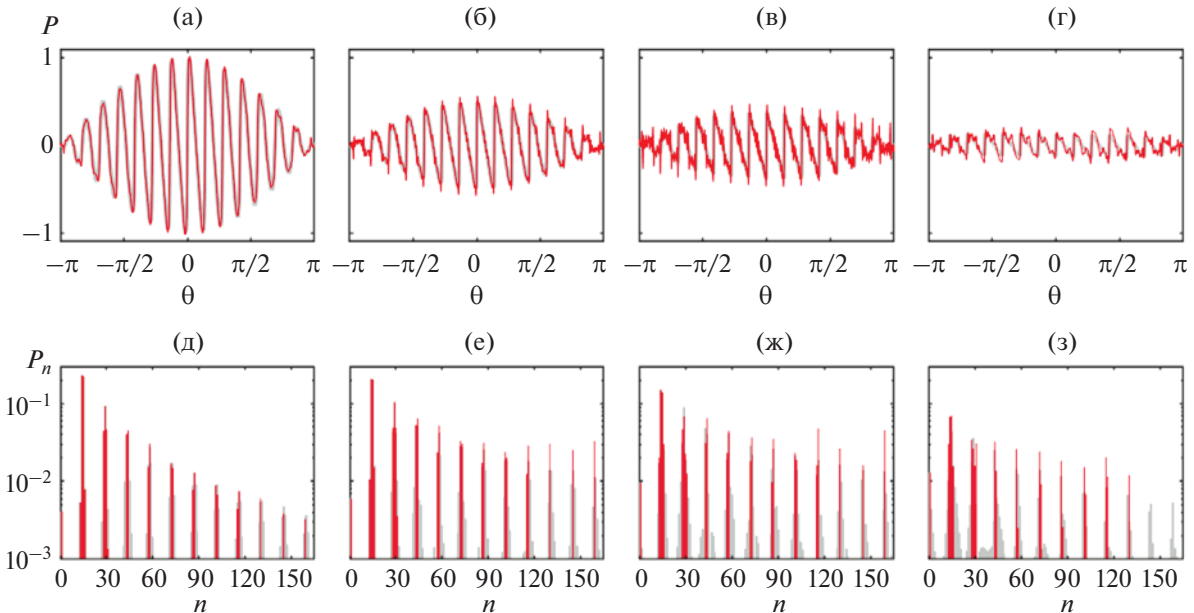 (а) (б) (в) (г)
P
1
0
−1
−π −π/2 0 π/2 π −π −π/2 0 π/2 π −π −π/2 0 π/2 π −π −π/2 0 π/2 π
θ θ θ θ
(д) (е) (ж) (з)
Pn
10−1
10−2
10−3
0 30 60 90 120 150 0 30 60 90 120 150 0 30 60 90 120 150 0 30 60 90 120 150
n n n n